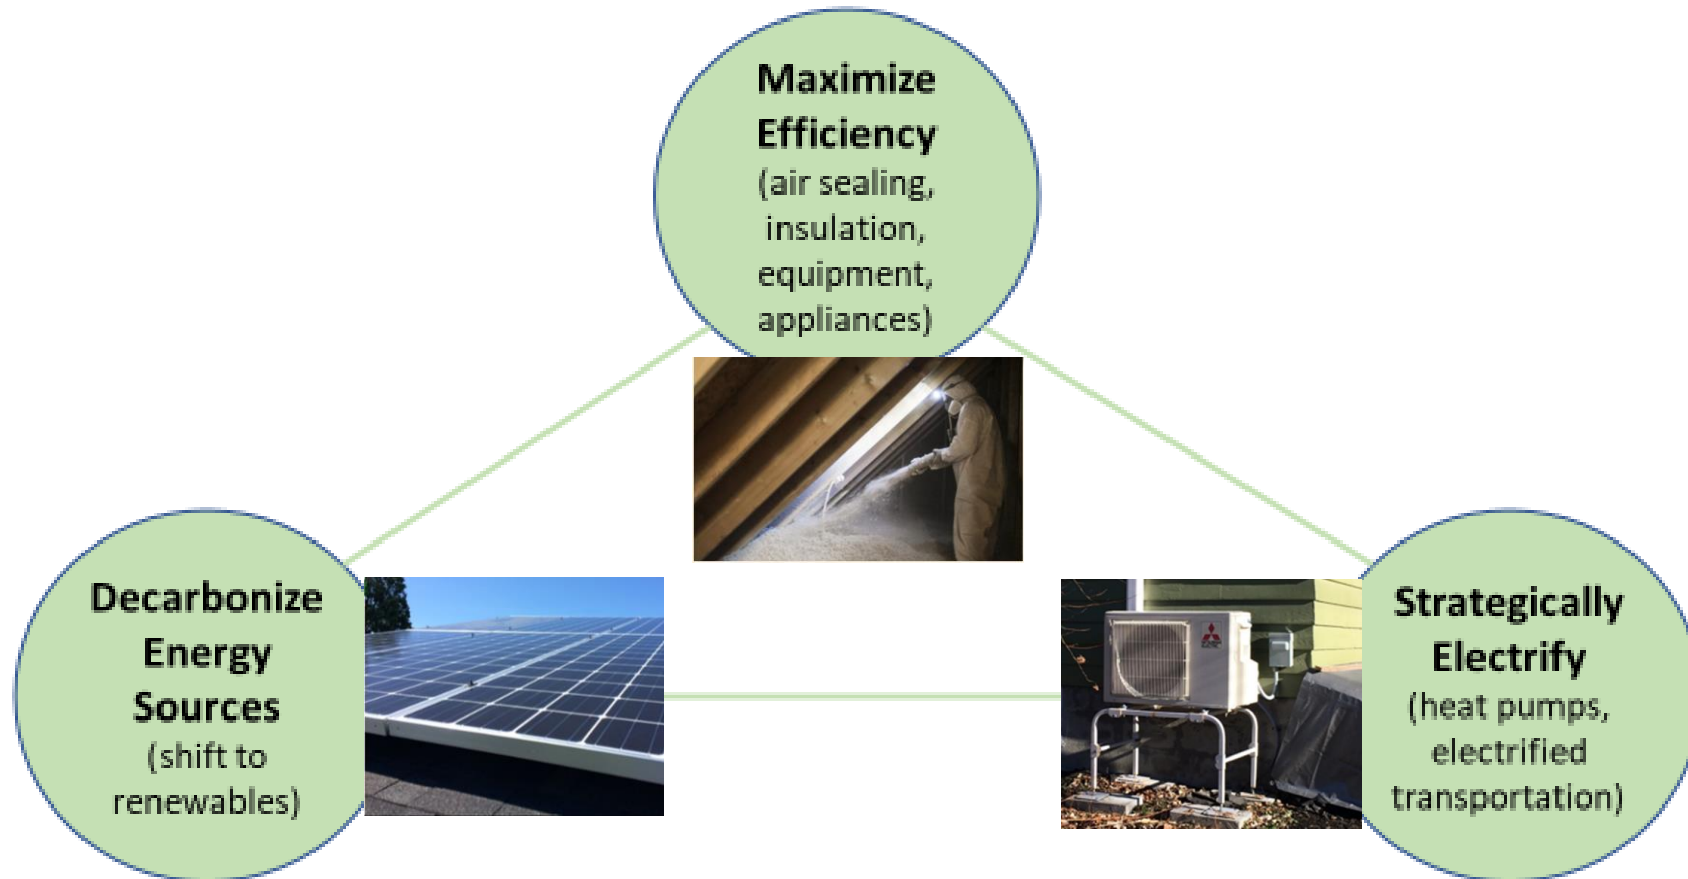 Maximize
Efficiency
(air sealing,
insulation,
equipment,
appliances)
Decarbonize
Energy
Sources
(shift to
renewables)
Strategically
Electrify
(heat pumps,
electrified
transportation)